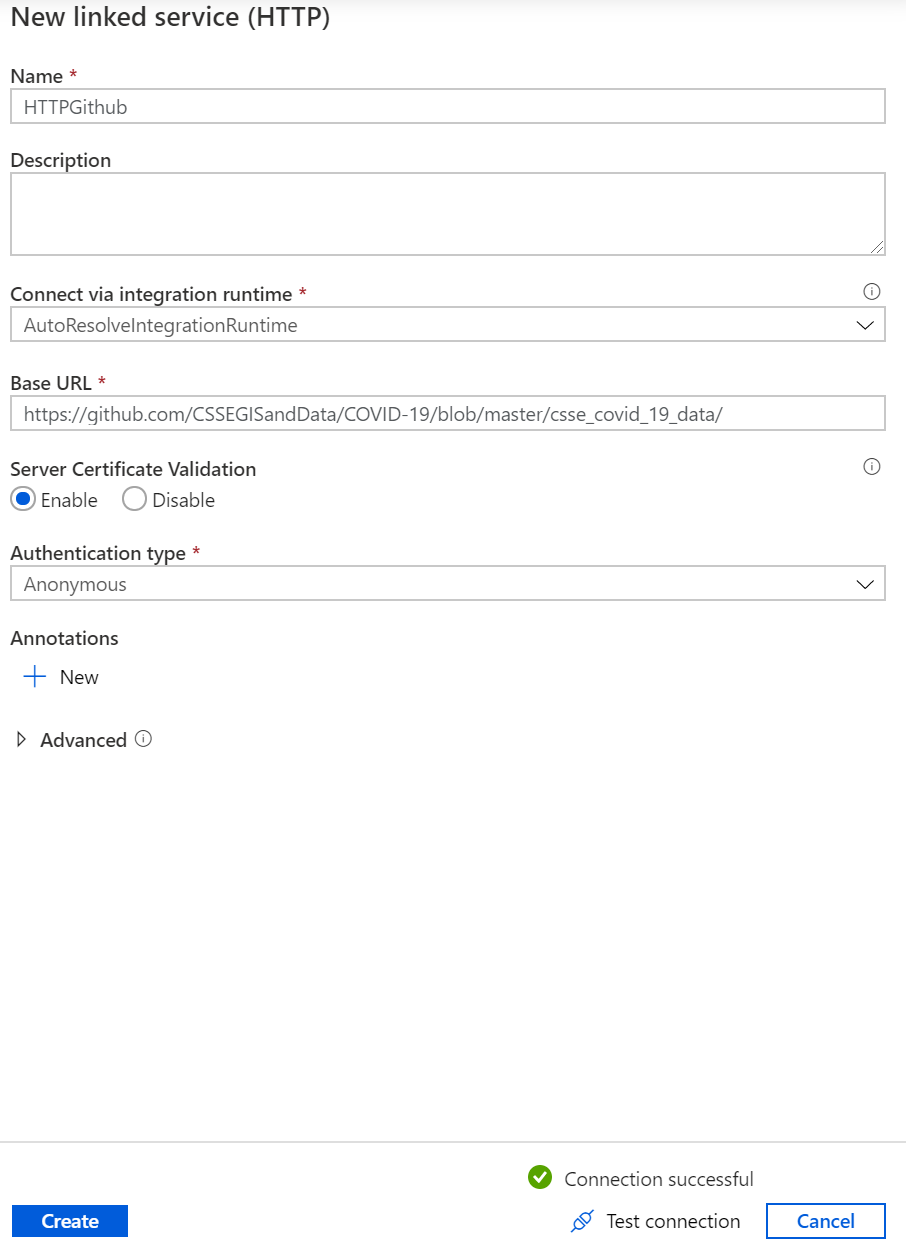 New linked service (HTTP)
Name *
HTTPGithub
Description
Connect via integration runtime *
AutoResolveIntegrationRuntime
Base URL *
https://github.com/CSSEGISandData/COVID-19/blob/master/csse_covid_19_data/
Server Certificate Validation
Enable Disable
Authentication type *
Anonymous
Annotations
New
Advanced
Connection successful
Create Test connection Cancel